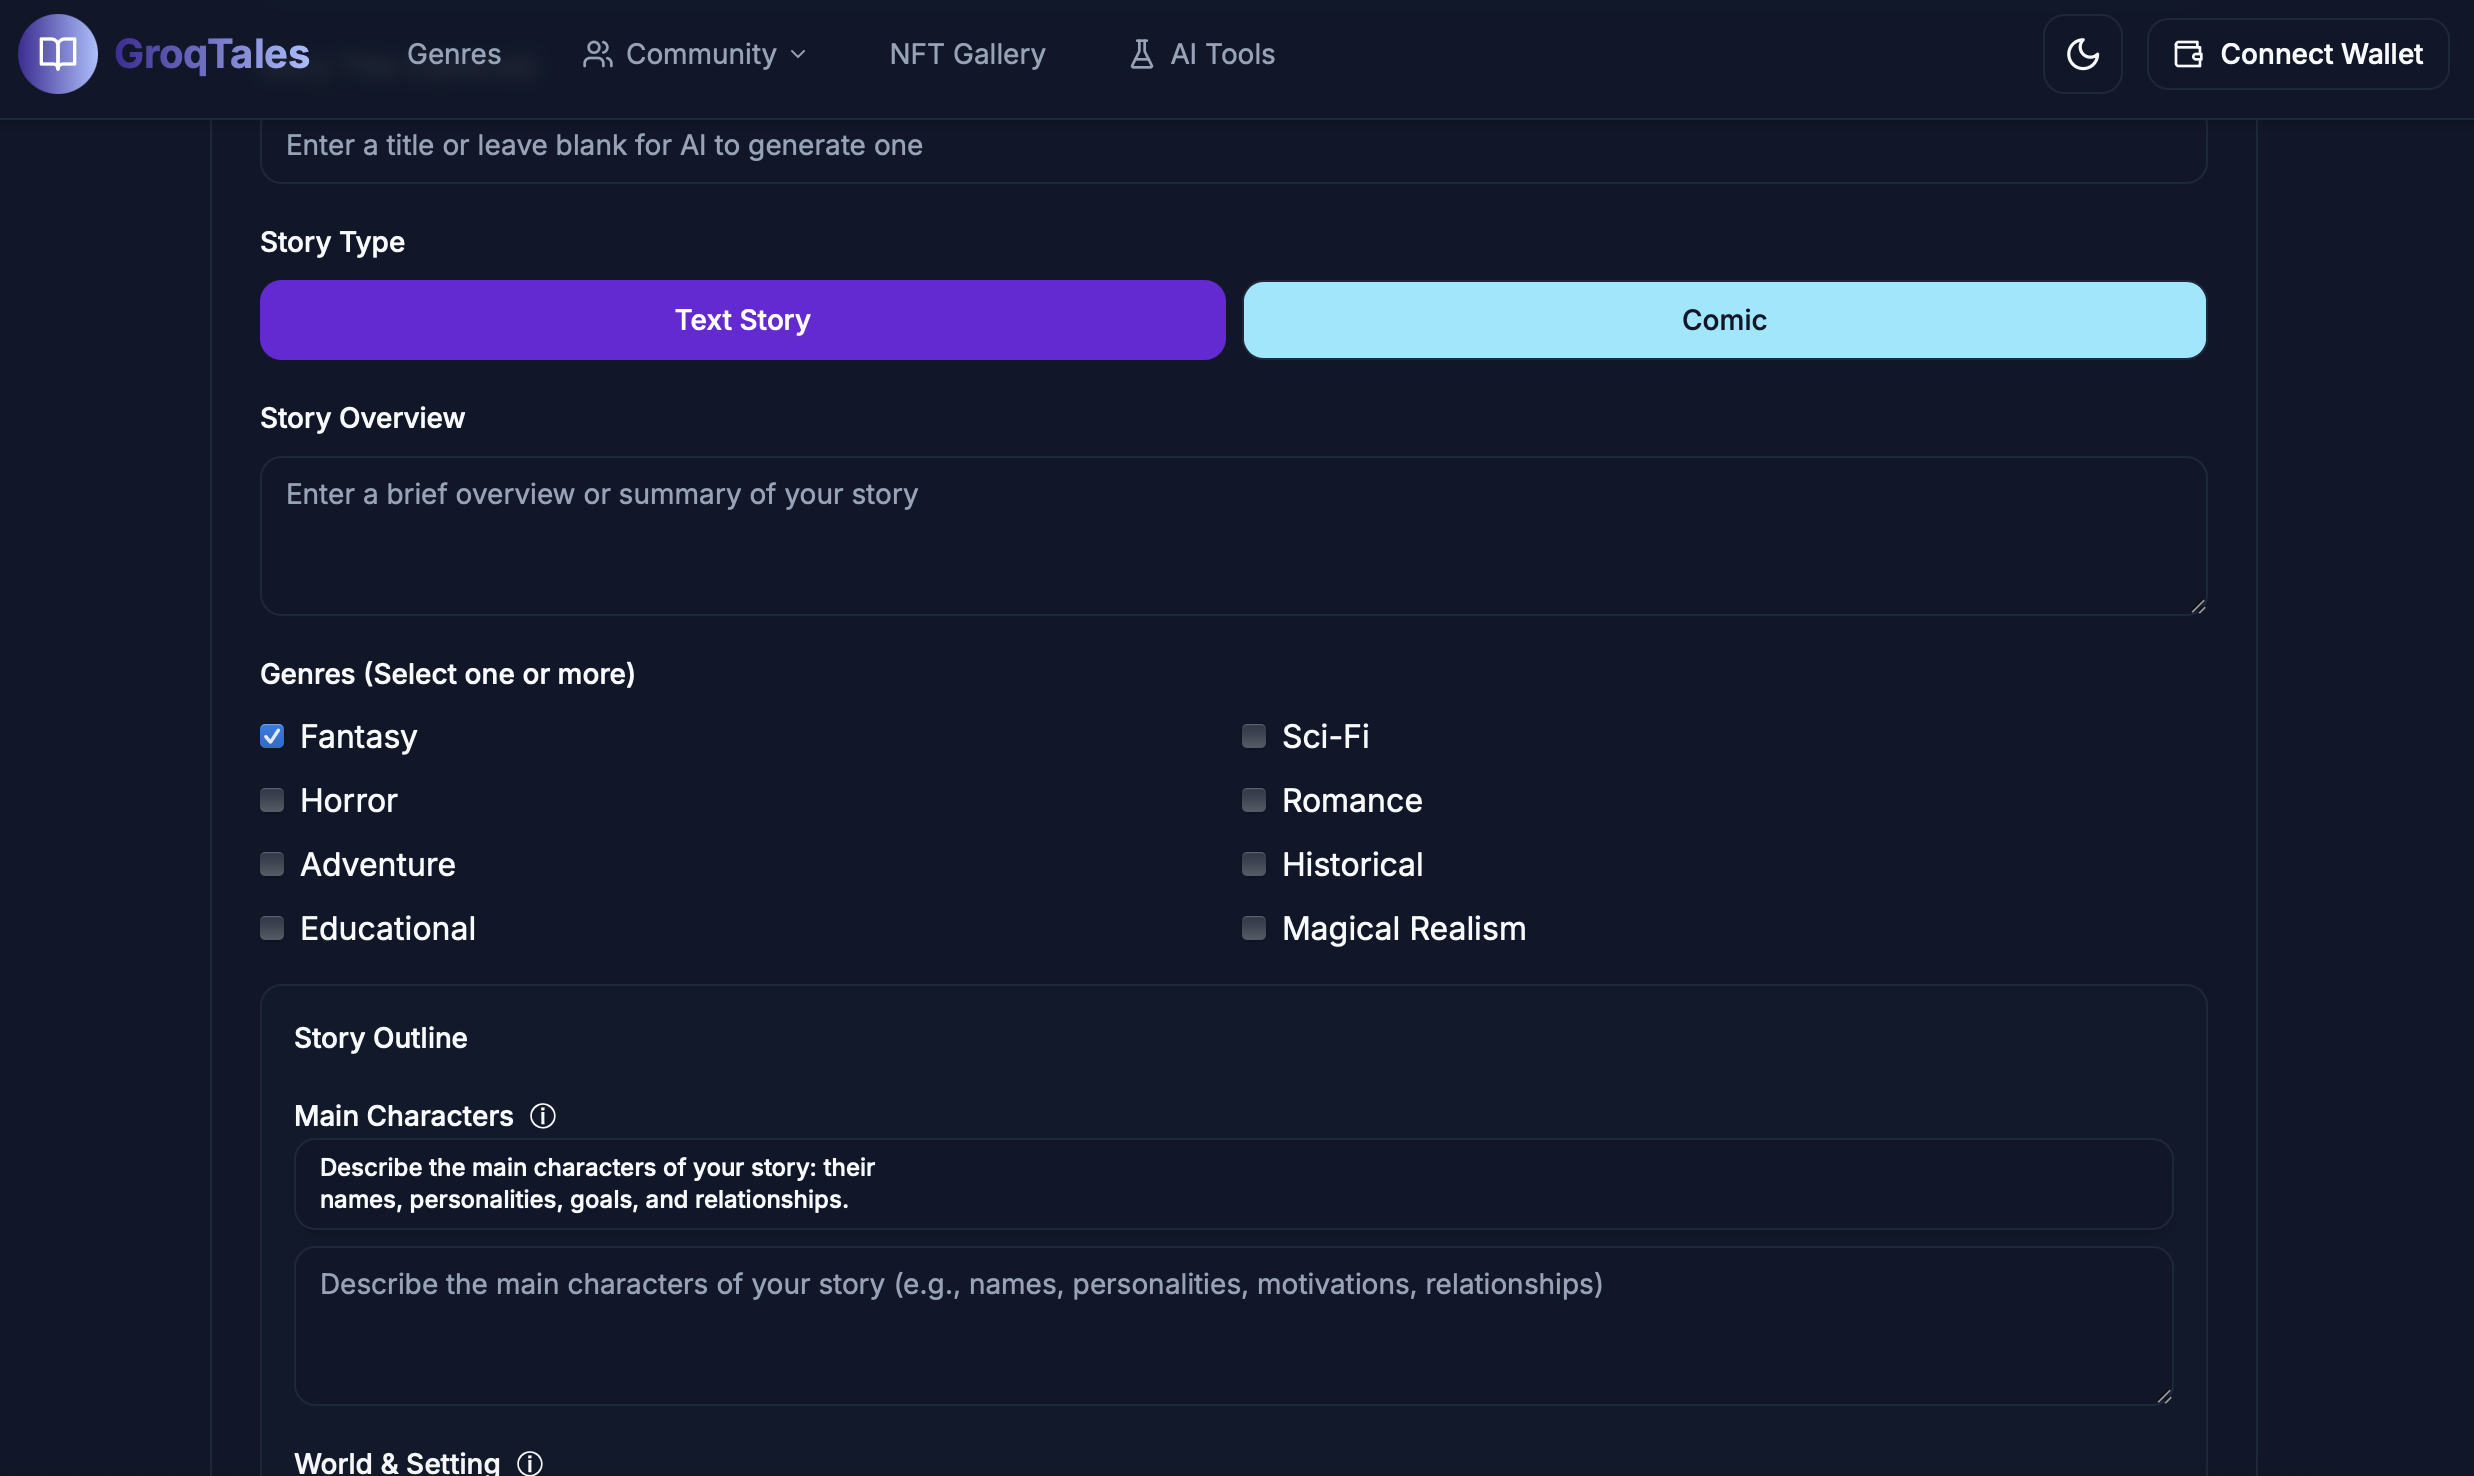 GroqTales
Genres
Community
NFT Gallery
AI Tools
Connect Wallet
Enter a title or leave blank for AI to generate one
Story Type
Text Story
Comic
Story Overview
Enter a brief overview or summary of your story
Genres (Select one or more)
Fantasy
Sci-Fi
Horror
Romance
Adventure
Historical
Educational
Magical Realism
Story Outline
Main Characters
Describe the main characters of your story: their
names, personalities, goals, and relationships.
Describe the main characters of your story (e.g., names, personalities, motivations, relationships)
World & Setting